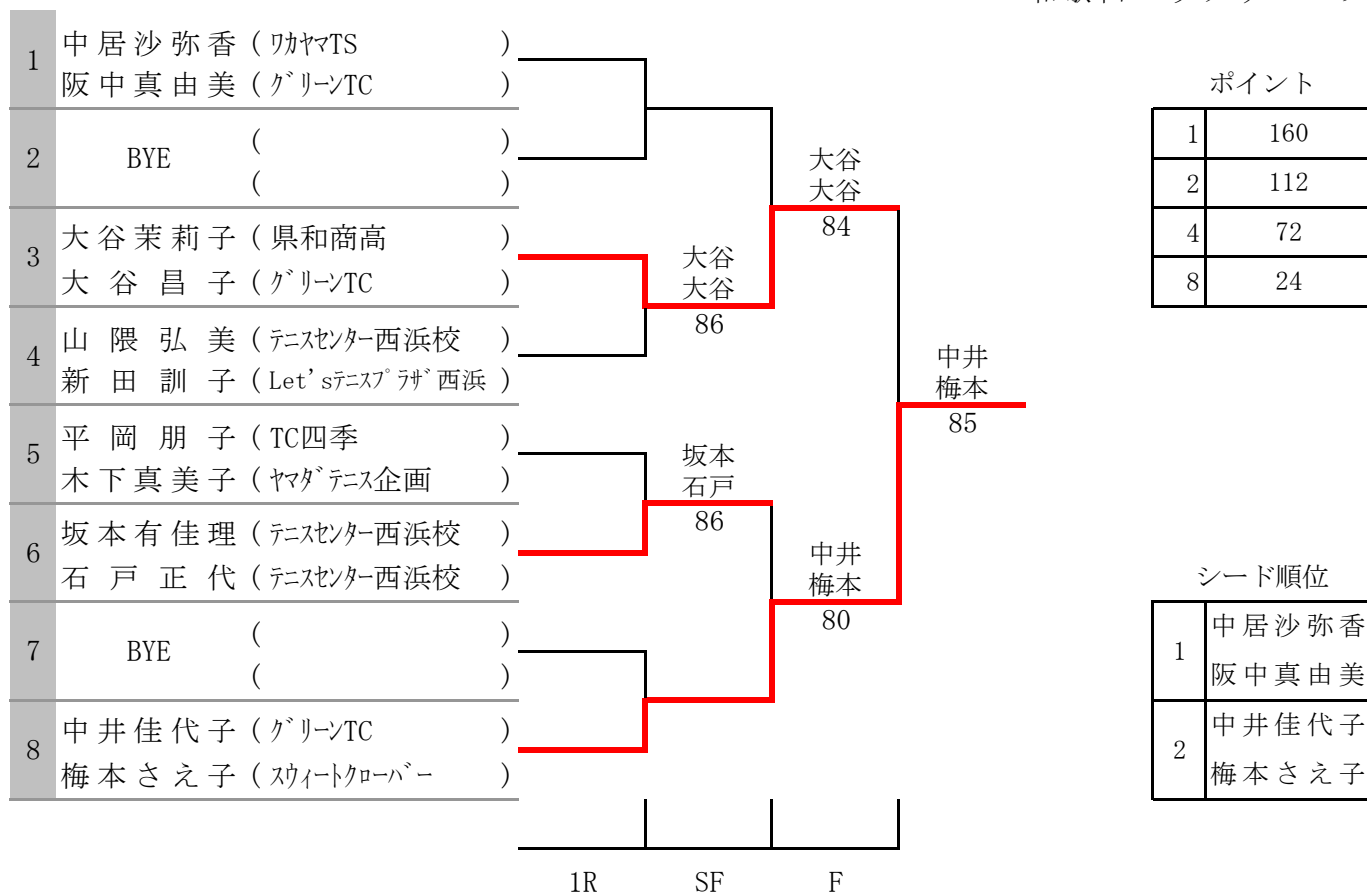 1
中居沙弥香 ( ﾜｶﾔﾏTS )
阪中真由美 ( ｸﾞﾘｰﾝTC )
2
BYE ( )
( )
3
大谷茉莉子 ( 県和商高 )
大谷昌子 ( ｸﾞﾘｰﾝTC )
4
山隈弘美 ( ﾃﾆｽｾﾝﾀｰ西浜校 )
新田訓子 ( Let'sﾃﾆｽﾌﾟﾗｻﾞ西浜 )
5
平岡朋子 ( TC四季 )
木下真美子 ( ﾔﾏﾀﾞﾃﾆｽ企画 )
6
坂本有佳理 ( ﾃﾆｽｾﾝﾀｰ西浜校 )
石戸正代 ( ﾃﾆｽｾﾝﾀｰ西浜校 )
7
BYE ( )
( )
8
中井佳代子 ( ｸﾞﾘｰﾝTC )
梅本さえ子 ( ｽｳｨｰﾄｸﾛｰﾊﾞｰ )
大谷
大谷
86
坂本
石戸
86
大谷
大谷
84
中井
梅本
80
中井
梅本
85
1R SF F
ポイント
1 160
2 112
4 72
8 24
シード順位
1
中居沙弥香
阪中真由美
2
中井佳代子
梅本さえ子